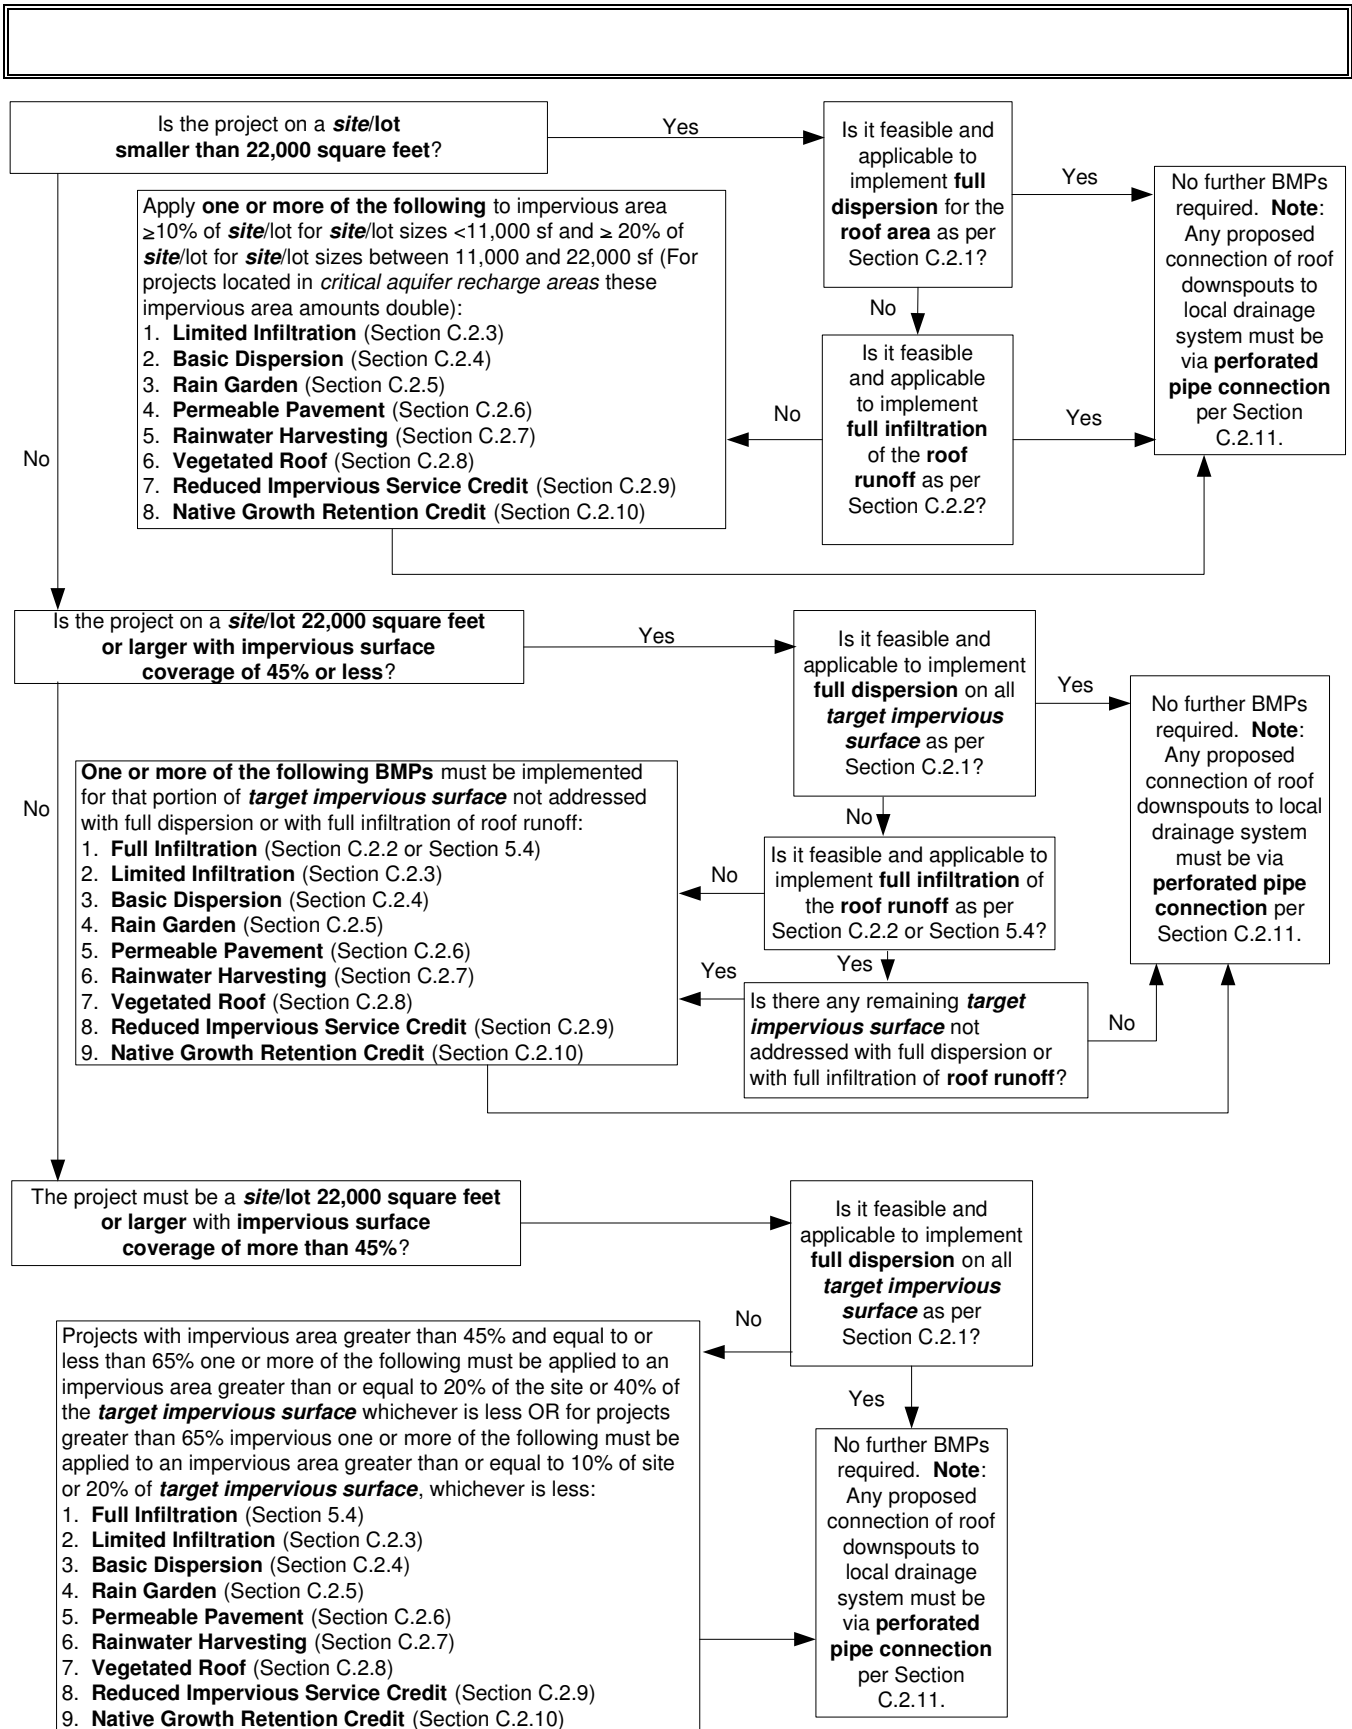 Is the project on a site/lot
smaller than 22,000 square feet?
Yes
Is it feasible and
applicable to
implement full
dispersion for the
roof area as per
Section C.2.1?
Yes
No further BMPs
required.  Note:
Any proposed
connection of roof
downspouts to
local drainage
system must be
via perforated
pipe connection
per Section
C.2.11.
No
Is it feasible
and applicable
to implement
full infiltration
of the roof
runoff as per
Section C.2.2?
Yes
No
Apply one or more of the following to impervious area
≥10% of site/lot for site/lot sizes <11,000 sf and ≥ 20% of
site/lot for site/lot sizes between 11,000 and 22,000 sf (For
projects located in critical aquifer recharge areas these
impervious area amounts double):
1. Limited Infiltration (Section C.2.3)
2. Basic Dispersion (Section C.2.4)
3. Rain Garden (Section C.2.5)
4. Permeable Pavement (Section C.2.6)
5. Rainwater Harvesting (Section C.2.7)
6. Vegetated Roof (Section C.2.8)
7. Reduced Impervious Service Credit (Section C.2.9)
8. Native Growth Retention Credit (Section C.2.10)
No
Is the project on a site/lot 22,000 square feet
or larger with impervious surface
coverage of 45% or less?
Yes
Is it feasible and
applicable to implement
full dispersion on all
target impervious
surface as per
Section C.2.1?
Yes
No further BMPs
required.  Note:
Any proposed
connection of roof
downspouts to local
drainage system
must be via
perforated pipe
connection per
Section C.2.11.
No
Is it feasible and applicable to
implement full infiltration of
the roof runoff as per
Section C.2.2 or Section 5.4?
No
Yes
Is there any remaining target
impervious surface not
addressed with full dispersion or
with full infiltration of roof runoff?
Yes
No
One or more of the following BMPs must be implemented
for that portion of target impervious surface not addressed
with full dispersion or with full infiltration of roof runoff:
1. Full Infiltration (Section C.2.2 or Section 5.4)
2. Limited Infiltration (Section C.2.3)
3. Basic Dispersion (Section C.2.4)
4. Rain Garden (Section C.2.5)
5. Permeable Pavement (Section C.2.6)
6. Rainwater Harvesting (Section C.2.7)
7. Vegetated Roof (Section C.2.8)
8. Reduced Impervious Service Credit (Section C.2.9)
9. Native Growth Retention Credit (Section C.2.10)
No
The project must be a site/lot 22,000 square feet
or larger with impervious surface
coverage of more than 45%?
Is it feasible and
applicable to implement
full dispersion on all
target impervious
surface as per
Section C.2.1?
No
Yes
Projects with impervious area greater than 45% and equal to or
less than 65% one or more of the following must be applied to an
impervious area greater than or equal to 20% of the site or 40% of
the target impervious surface whichever is less OR for projects
greater than 65% impervious one or more of the following must be
applied to an impervious area greater than or equal to 10% of site
or 20% of target impervious surface, whichever is less:
1. Full Infiltration (Section 5.4)
2. Limited Infiltration (Section C.2.3)
3. Basic Dispersion (Section C.2.4)
4. Rain Garden (Section C.2.5)
5. Permeable Pavement (Section C.2.6)
6. Rainwater Harvesting (Section C.2.7)
7. Vegetated Roof (Section C.2.8)
8. Reduced Impervious Service Credit (Section C.2.9)
9. Native Growth Retention Credit (Section C.2.10)
No further BMPs
required.  Note:
Any proposed
connection of roof
downspouts to
local drainage
system must be
via perforated
pipe connection
per Section
C.2.11.